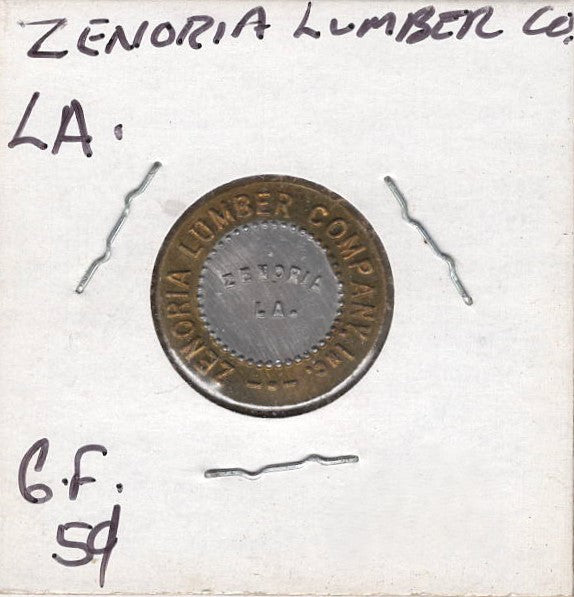 ZENORIA LUMBER CO.
LA.
ZENORIA LUMBER COMPANY, INC.
ZENORIA
LA.
G.F.
5¢